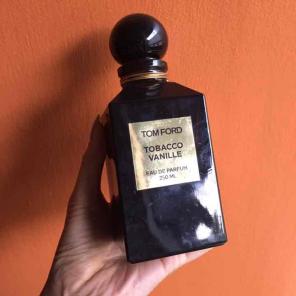 TOM FORD
TOBACCO
VANILLE
EAU DE PARFUM
250 ML